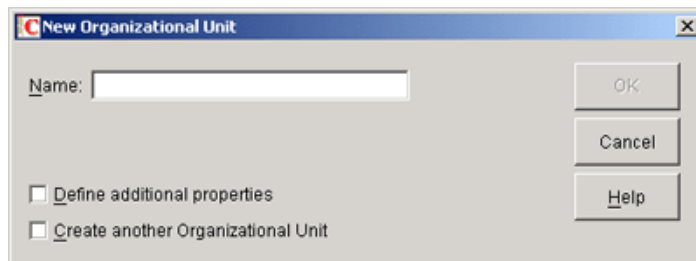 C New Organizational Unit
Name:
OK
Cancel
Define additional properties
Help
Create another Organizational Unit